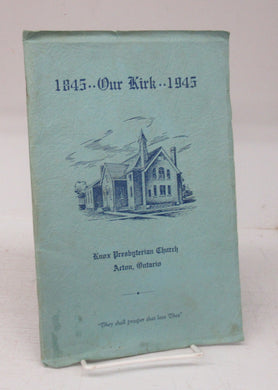 1845··Our Kirk··1945
Knox Presbyterian Church
Acton, Ontario
"They shall prosper that love Thee"